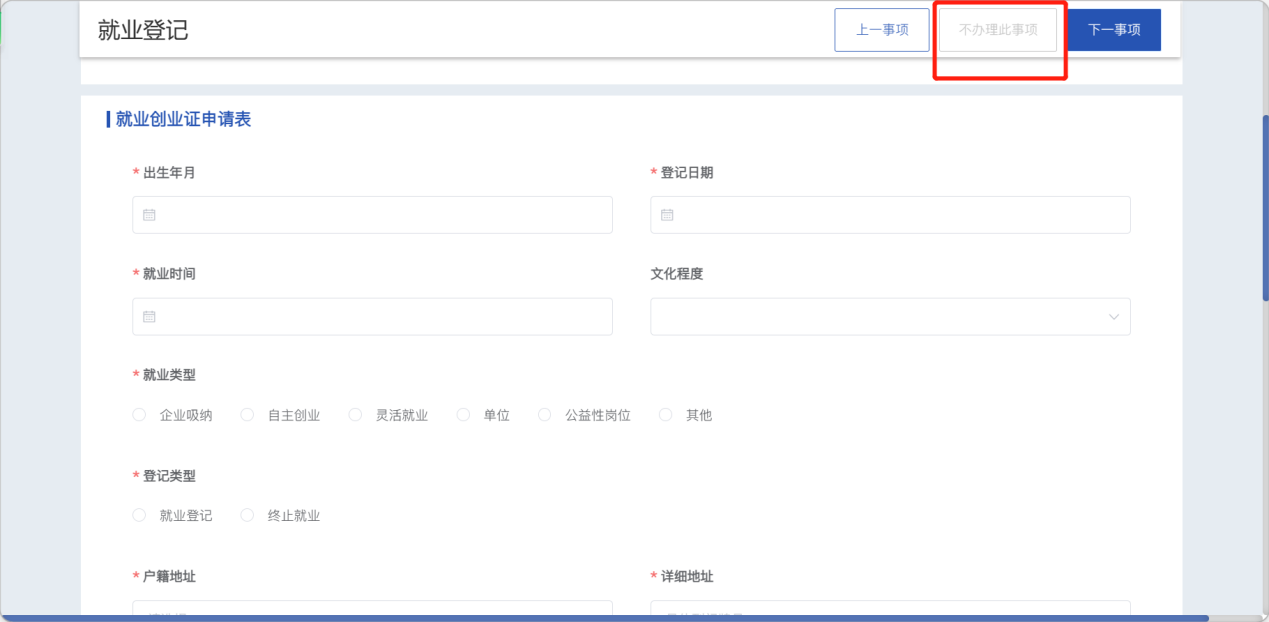 就业登记
上一事项 不办理此事项 下一事项
就业创业证申请表
* 出生年月 * 登记日期
* 就业时间 文化程度
* 就业类型
企业吸纳 自主创业 灵活就业 单位 公益性岗位 其他
* 登记类型
就业登记 终止就业
* 户籍地址 * 详细地址